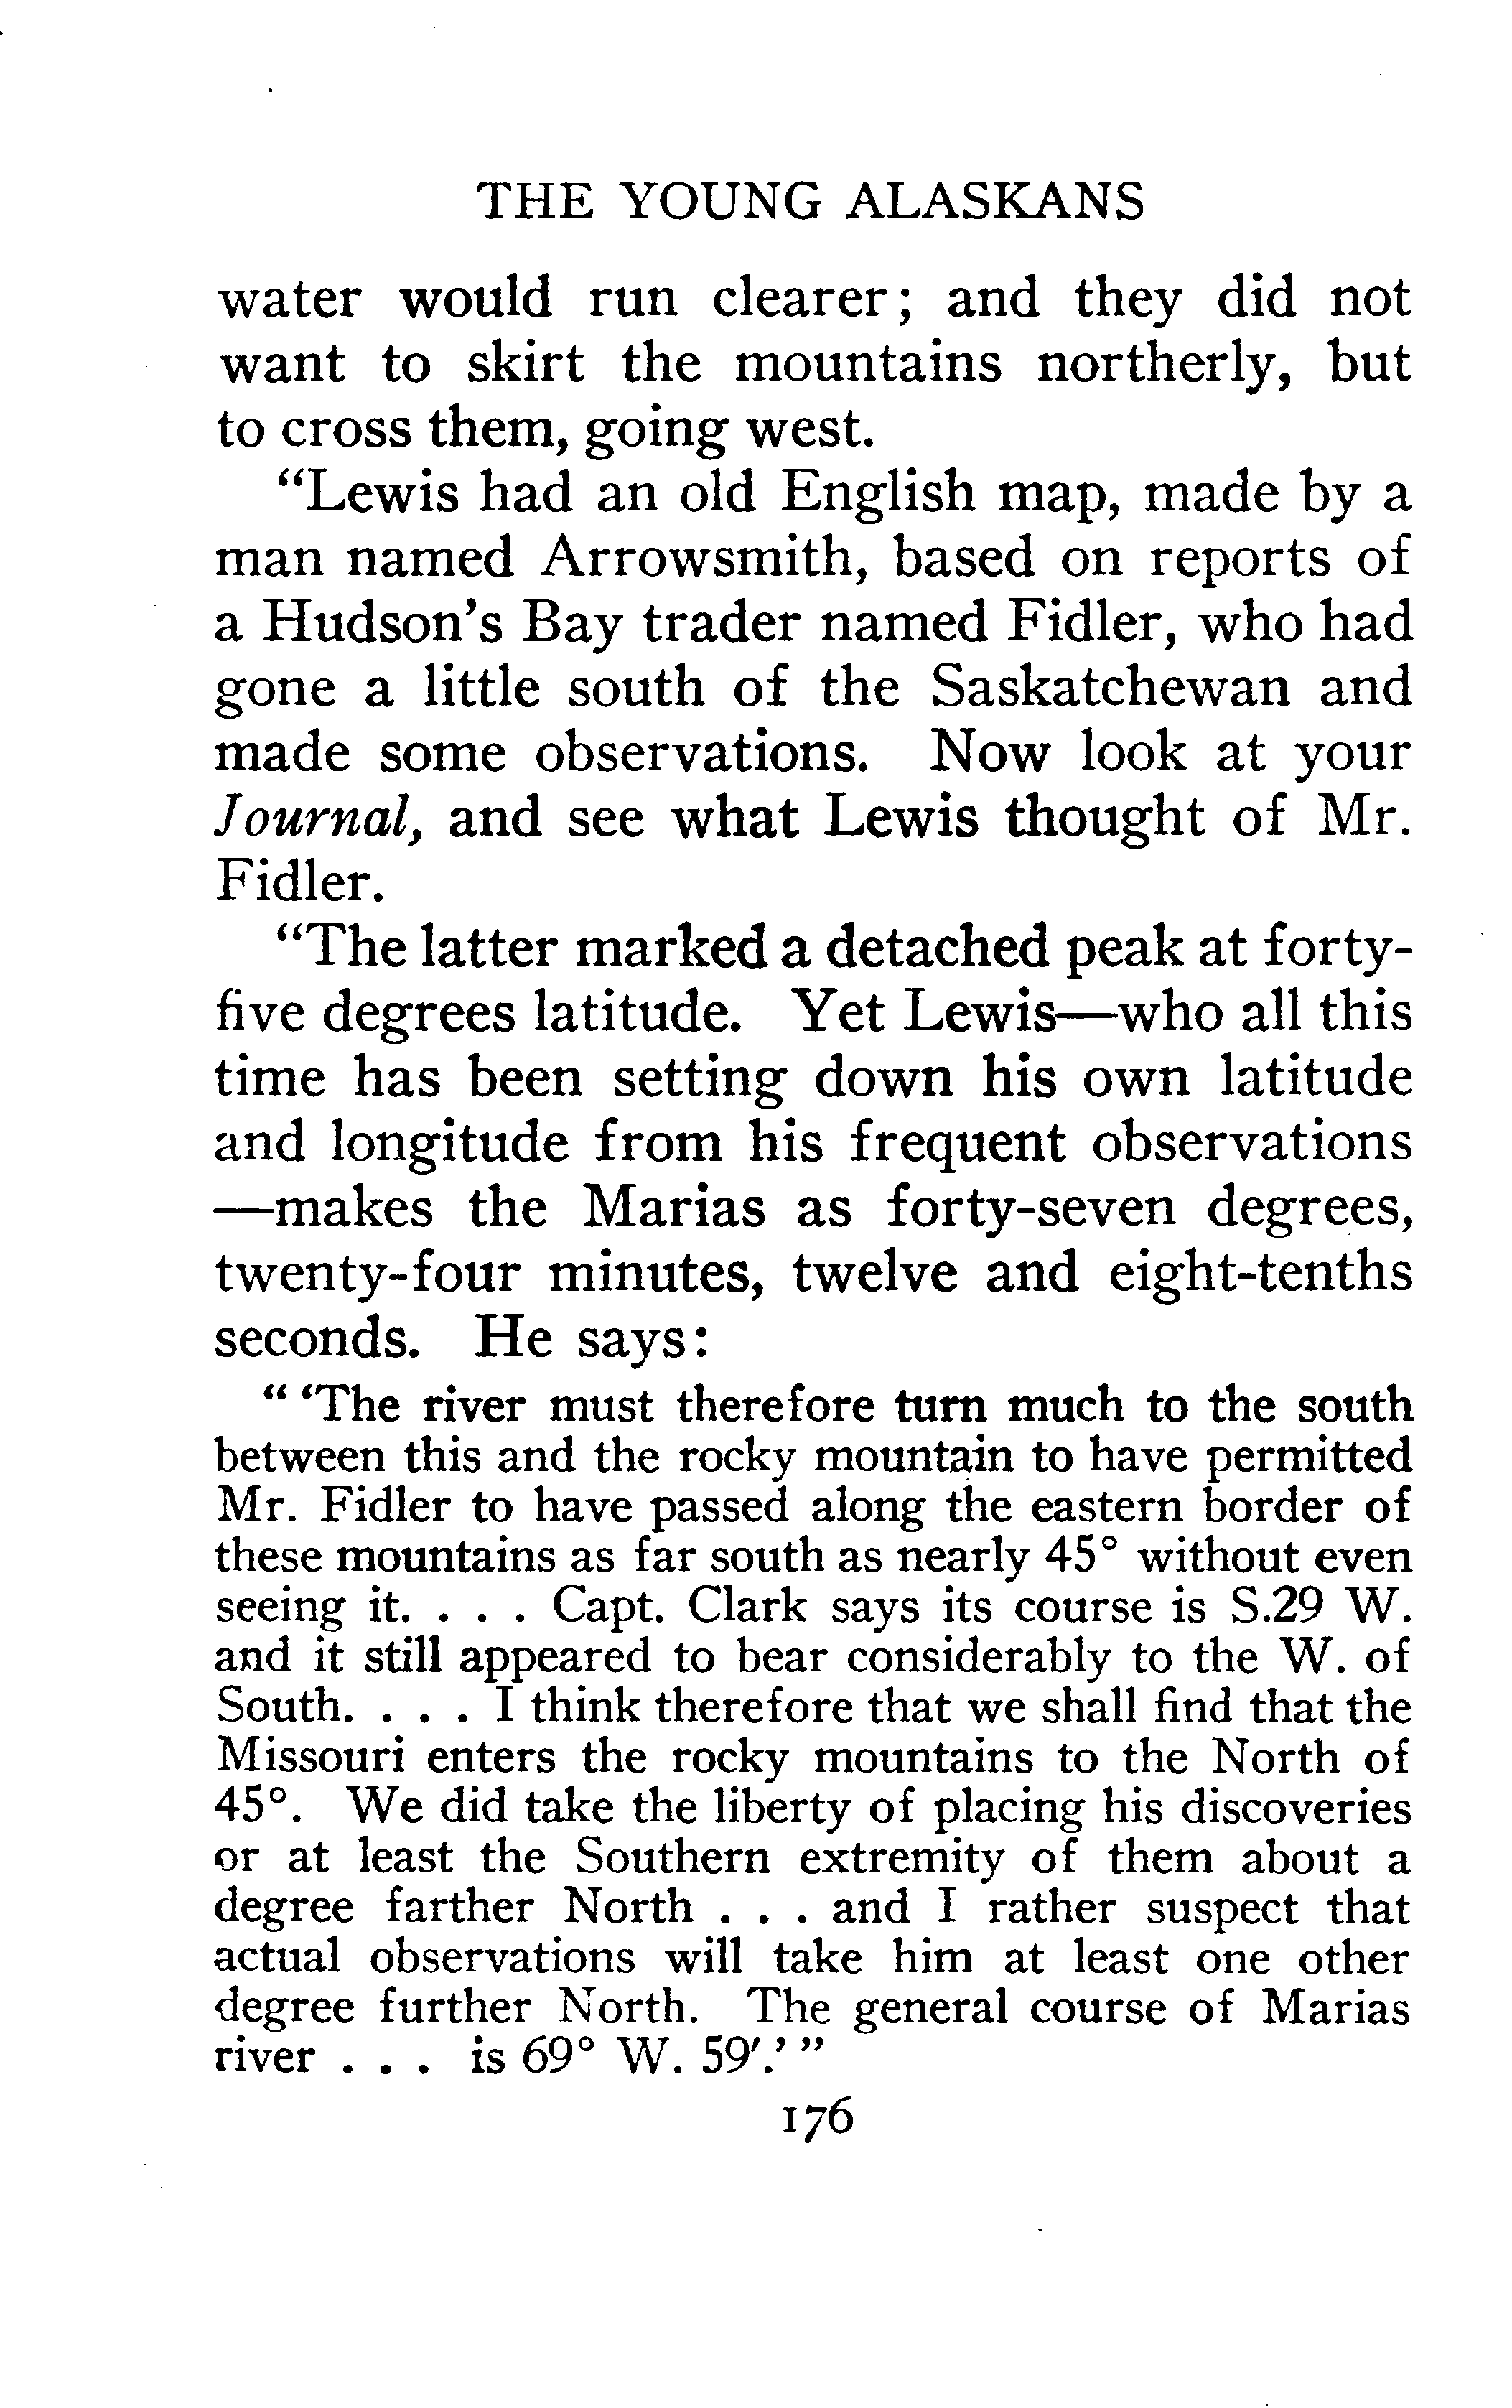 THE YOUNG ALASKANS
water would run clearer; and they did not
want to skirt the mountains northerly, but
to cross them, going west.
“Lewis had an old English map, made by a
man named Arrowsmith, based on reports of
a Hudson’s Bay trader named Fidler, who had
gone a little south of the Saskatchewan and
made some observations. Now look at your
Journal, and see what Lewis thought of Mr.
Fidler.
“The latter marked a detached peak at forty-
five degrees latitude. Yet Lewis—who all this
time has been setting down his own latitude
and longitude from his frequent observations
—makes the Marias as forty-seven degrees,
twenty-four minutes, twelve and eight-tenths
seconds. He says:
“ ‘The river must therefore turn much to the south
between this and the rocky mountain to have permitted
Mr. Fidler to have passed along the eastern border of
these mountains as far south as nearly 45° without even
seeing it. . . . Capt. Clark says its course is S.29 W.
and it still appeared to bear considerably to the W. of
South. . . . I think therefore that we shall find that the
Missouri enters the rocky mountains to the North of
45°. We did take the liberty of placing his discoveries
or at least the Southern extremity of them about a
degree farther North . . . and I rather suspect that
actual observations will take him at least one other
degree further North. The general course of Marias
river . . . is 69° W. 59′.’ ”
176